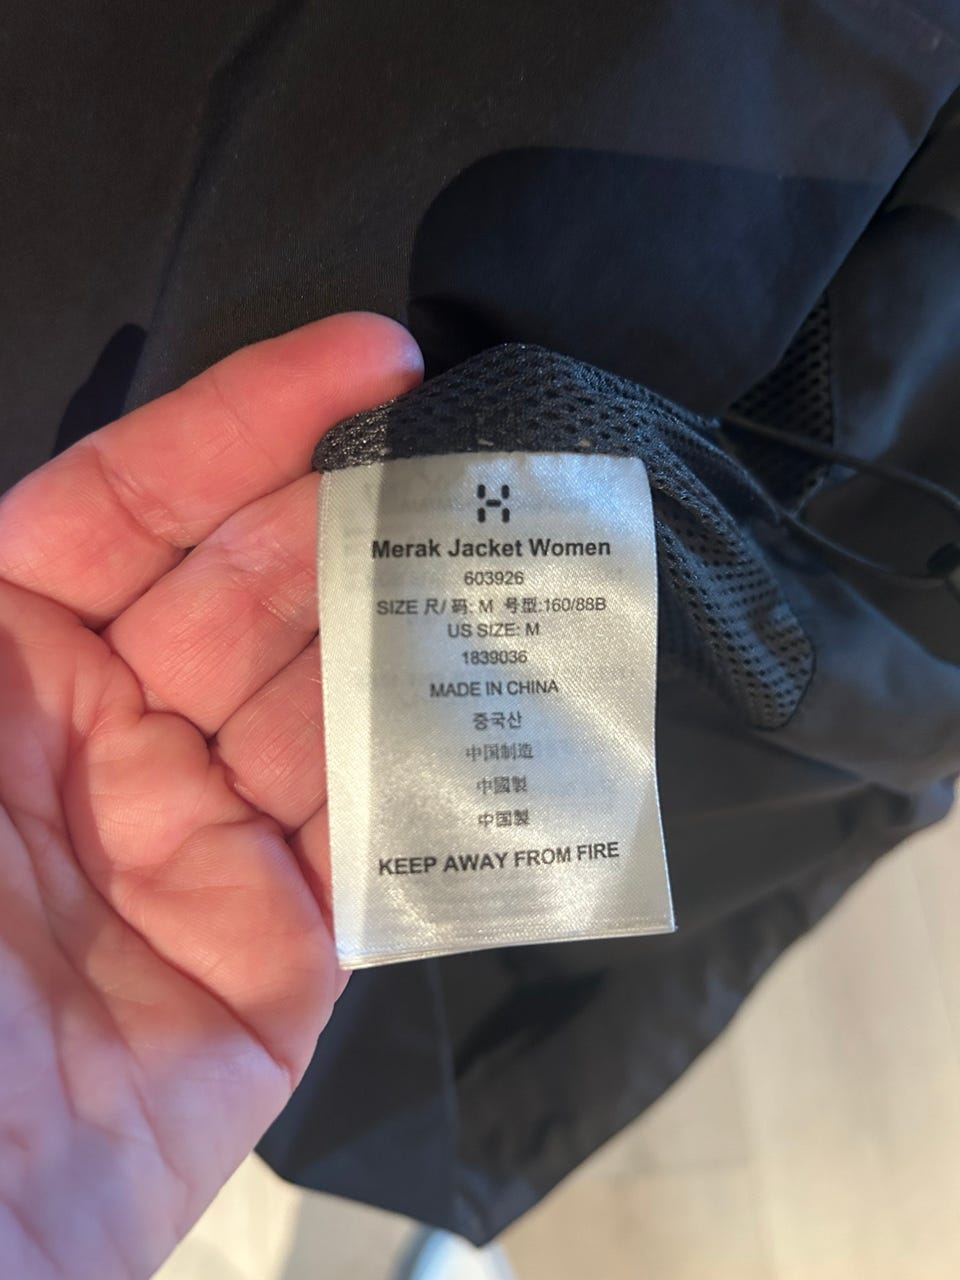 Merak Jacket Women
603926
SIZE 尺/ 码: M 号型:160/88B
US SIZE: M
1839036
MADE IN CHINA
중국산
中国制造
中國製
中国製
KEEP AWAY FROM FIRE